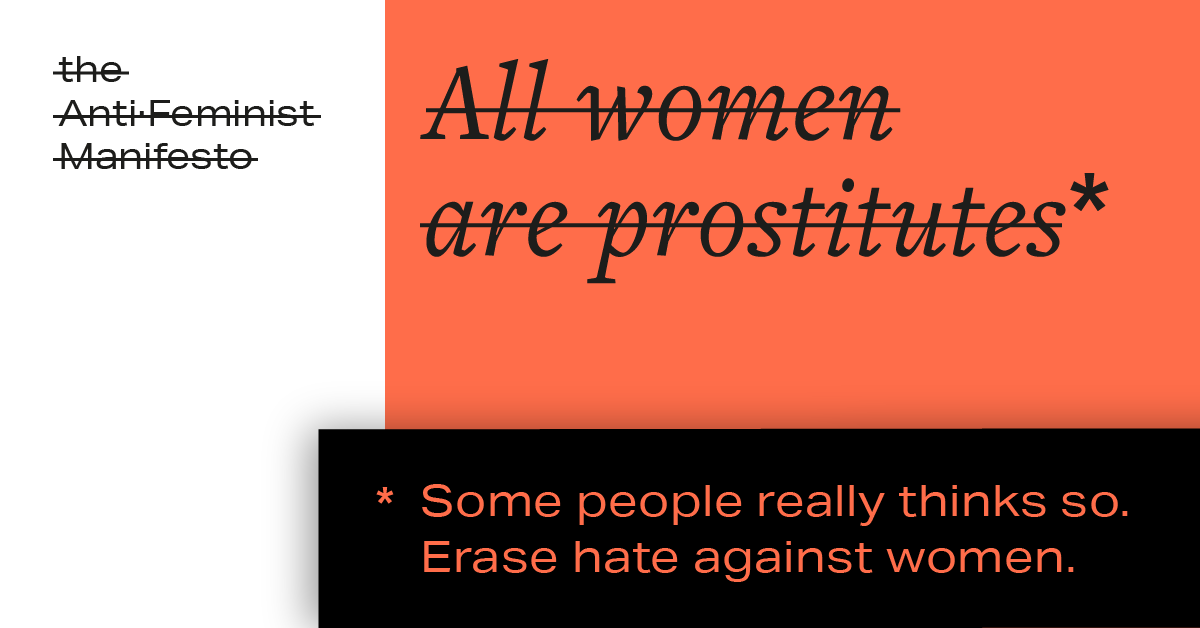 the
Anti-Feminist
Manifesto
All women
are prostitutes*
* Some people really thinks so.
Erase hate against women.